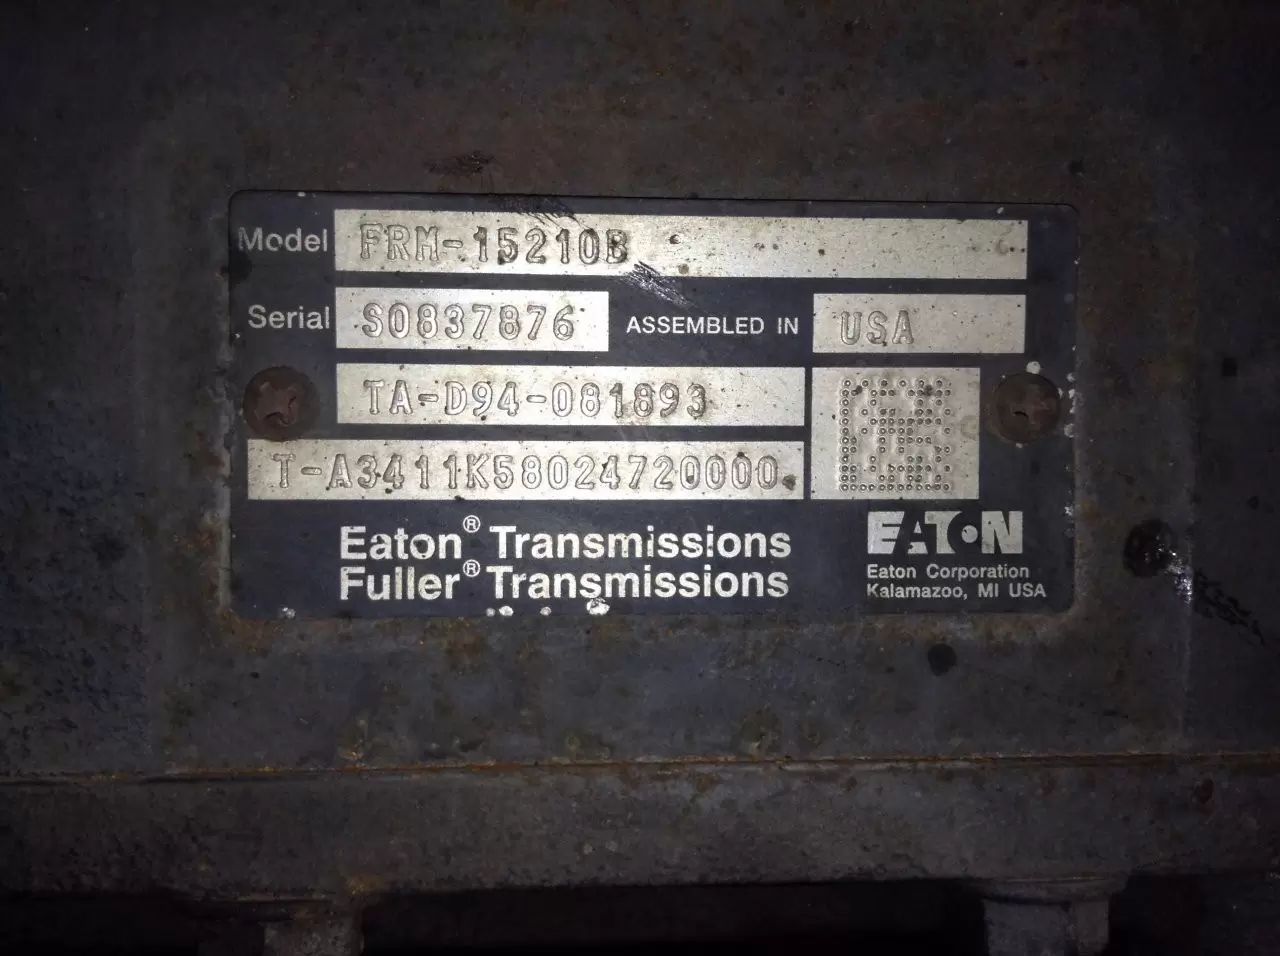 Model FRM-15210B
Serial S0837876 ASSEMBLED IN USA
TA-D94-081893
T-A3411K58024720000
Eaton® Transmissions
Fuller® Transmissions
EATON
Eaton Corporation
Kalamazoo, MI USA